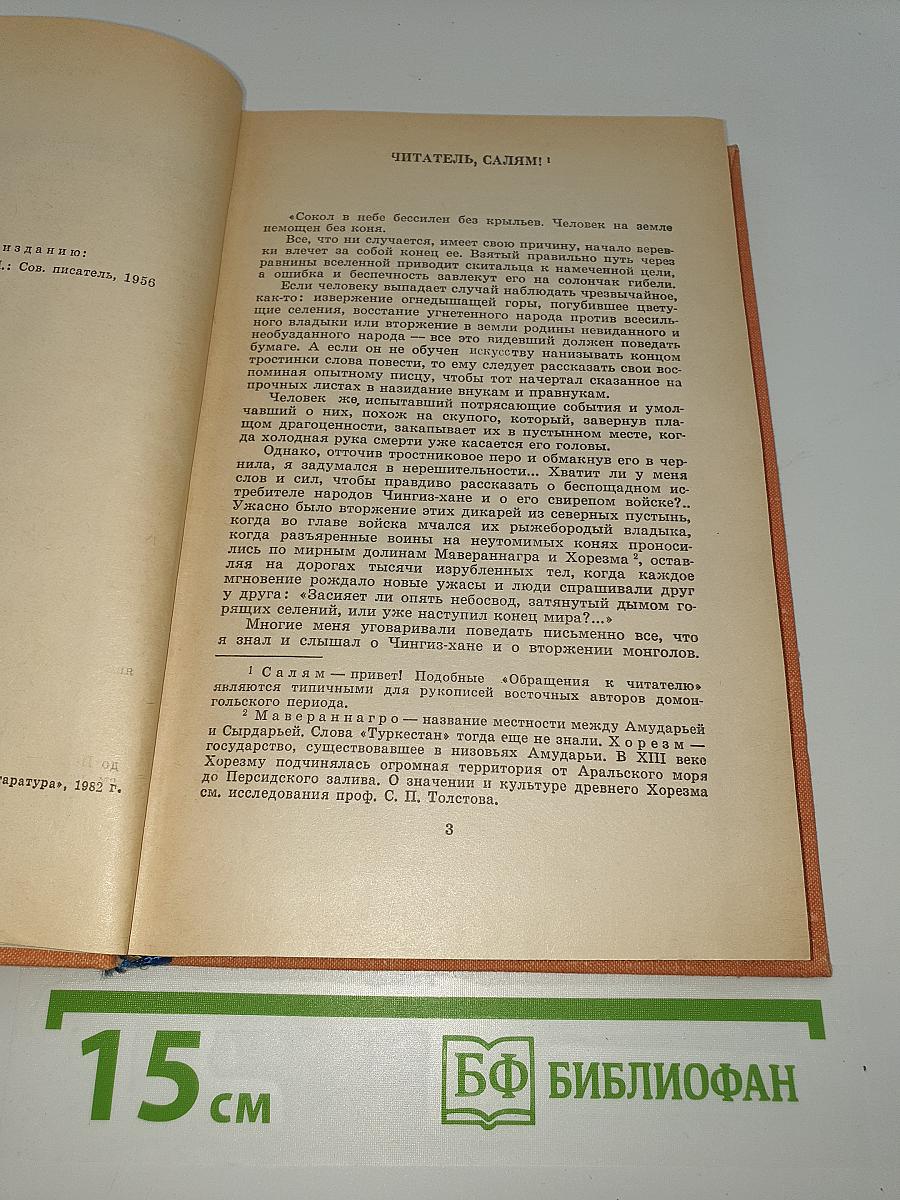 изданию:
.: Сов. писатель, 1956
таратура», 1982 г.
ЧИТАТЕЛЬ, САЛЯМ! ¹
«Сокол в небе бессилен без крыльев. Человек на земле
немощен без коня.
Все, что ни случается, имеет свою причину, начало верев-
ки влечет за собой конец ее. Взятый правильно путь через
равнины вселенной приводит скитальца к намеченной цели,
а ошибка и беспечность завлекут его на солончак гибели.
Если человеку выпадает случай наблюдать чрезвычайное,
как-то: извержение огнедышащей горы, погубившее цвету-
щие селения, восстание угнетенного народа против всесиль-
ного владыки или вторжение в земли родины невиданного и
необузданного народа — все это видевший должен поведать
бумаге. А если он не обучен искусству нанизывать концом
тростинки слова повести, то ему следует рассказать свои вос-
поминая опытному писцу, чтобы тот начертал сказанное на
прочных листах в назидание внукам и правнукам.
Человек же, испытавший потрясающие события и умол-
чавший о них, похож на скупого, который, завернув пла-
щом драгоценности, закапывает их в пустынном месте, ког-
да холодная рука смерти уже касается его головы.
Однако, отточив тростниковое перо и обмакнув его в чер-
нила, я задумался в нерешительности... Хватит ли у меня
слов и сил, чтобы правдиво рассказать о беспощадном ис-
требителе народов Чингиз-хане и о его свирепом войске?..
Ужасно было вторжение этих дикарей из северных пустынь,
когда во главе войска мчался их рыжебородый владыка,
когда разъяренные воины на неутомимых конях проноси-
лись по мирным долинам Мавераннагра и Хорезма ², остав-
ляя на дорогах тысячи изрубленных тел, когда каждое
мгновение рождало новые ужасы и люди спрашивали друг
у друга: «Засияет ли опять небосвод, затянутый дымом го-
рящих селений, или уже наступил конец мира?...»
Многие меня уговаривали поведать письменно все, что
я знал и слышал о Чингиз-хане и о вторжении монголов.
¹ Салям — привет! Подобные «Обращения к читателю»
являются типичными для рукописей восточных авторов домон-
гольского периода.
² Мавераннагро — название местности между Амударьей
и Сырдарьей. Слова «Туркестан» тогда еще не знали. Хорезм —
государство, существовавшее в низовьях Амударьи. В XIII веке
Хорезму подчинялась огромная территория от Аральского моря
до Персидского залива. О значении и культуре древнего Хорезма
см. исследования проф. С. П. Толстова.
3
15 см
БФ БИБЛИОФАН